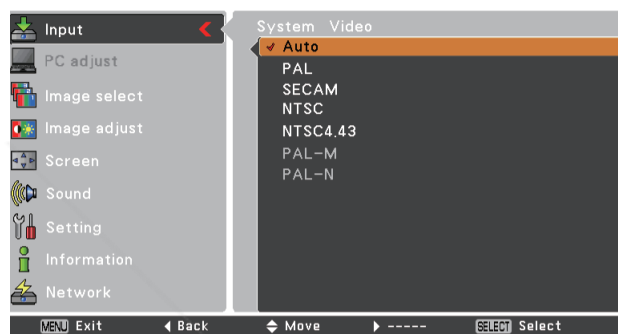 Input
PC adjust
Image select
Image adjust
Screen
Sound
Setting
Information
Network
System Video
Auto
PAL
SECAM
NTSC
NTSC4.43
PAL-M
PAL-N
MENU Exit Back Move ----- SELECT Select